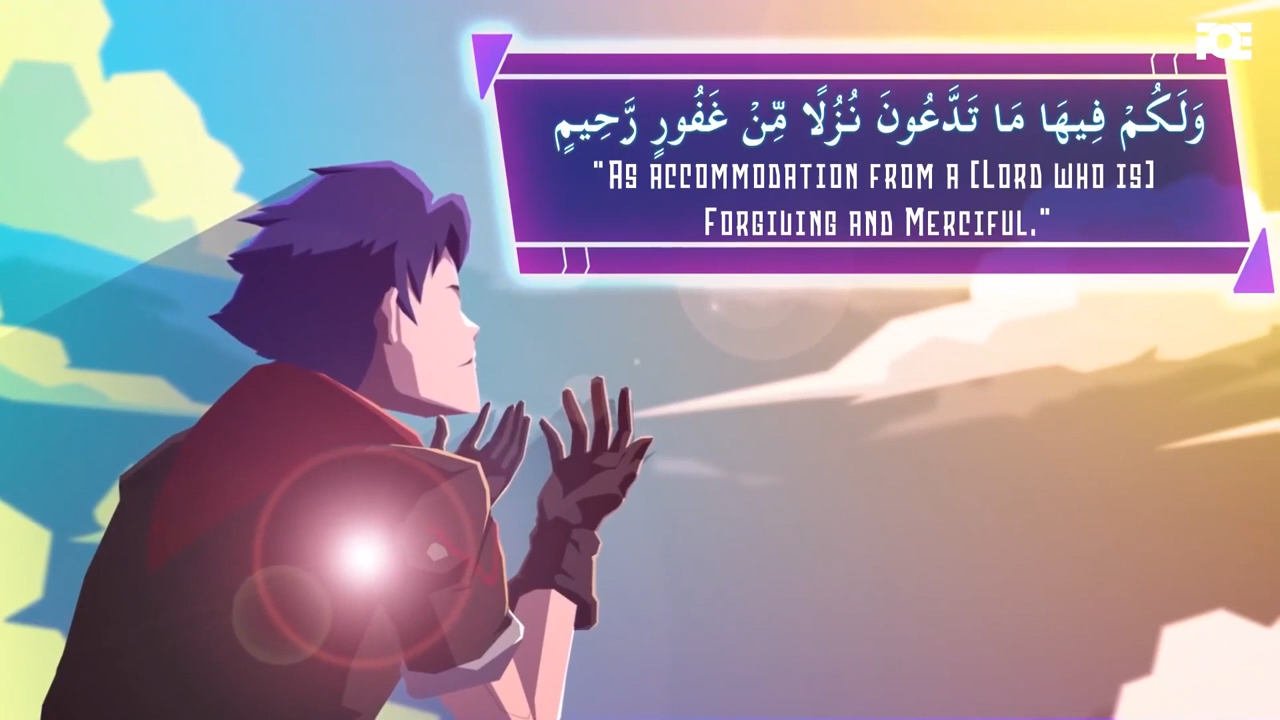 وَلَكُمْ فِيهَا مَا تَدَّعُونَ نُزُلًا مِّنْ غَفُورٍ رَّحِيمٍ
"As accommodation from a [Lord who is]
Forgiving and Merciful."